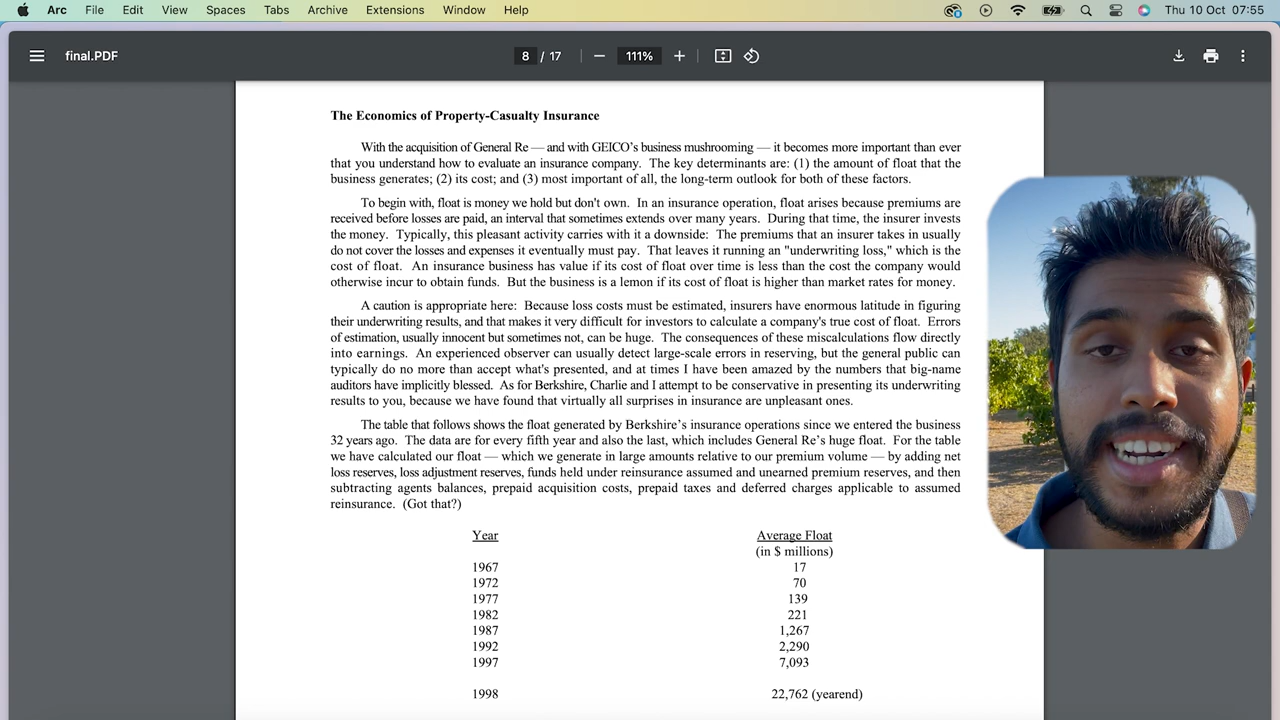 Arc File Edit View Spaces Tabs Archive Extensions Window Help Thu 10 Oct 07:55
final.PDF 8 / 17 111%
The Economics of Property-Casualty Insurance
With the acquisition of General Re — and with GEICO's business mushrooming — it becomes more important than ever
that you understand how to evaluate an insurance company. The key determinants are: (1) the amount of float that the
business generates; (2) its cost; and (3) most important of all, the long-term outlook for both of these factors.
To begin with, float is money we hold but don't own. In an insurance operation, float arises because premiums are
received before losses are paid, an interval that sometimes extends over many years. During that time, the insurer invests
the money. Typically, this pleasant activity carries with it a downside: The premiums that an insurer takes in usually
do not cover the losses and expenses it eventually must pay. That leaves it running an "underwriting loss," which is the
cost of float. An insurance business has value if its cost of float over time is less than the cost the company would
otherwise incur to obtain funds. But the business is a lemon if its cost of float is higher than market rates for money.
A caution is appropriate here: Because loss costs must be estimated, insurers have enormous latitude in figuring
their underwriting results, and that makes it very difficult for investors to calculate a company's true cost of float. Errors
of estimation, usually innocent but sometimes not, can be huge. The consequences of these miscalculations flow directly
into earnings. An experienced observer can usually detect large-scale errors in reserving, but the general public can
typically do no more than accept what's presented, and at times I have been amazed by the numbers that big-name
auditors have implicitly blessed. As for Berkshire, Charlie and I attempt to be conservative in presenting its underwriting
results to you, because we have found that virtually all surprises in insurance are unpleasant ones.
The table that follows shows the float generated by Berkshire's insurance operations since we entered the business
32 years ago. The data are for every fifth year and also the last, which includes General Re's huge float. For the table
we have calculated our float — which we generate in large amounts relative to our premium volume — by adding net
loss reserves, loss adjustment reserves, funds held under reinsurance assumed and unearned premium reserves, and then
subtracting agents balances, prepaid acquisition costs, prepaid taxes and deferred charges applicable to assumed
reinsurance. (Got that?)
Year Average Float
(in $ millions)
1967 17
1972 70
1977 139
1982 221
1987 1,267
1992 2,290
1997 7,093
1998 22,762 (yearend)